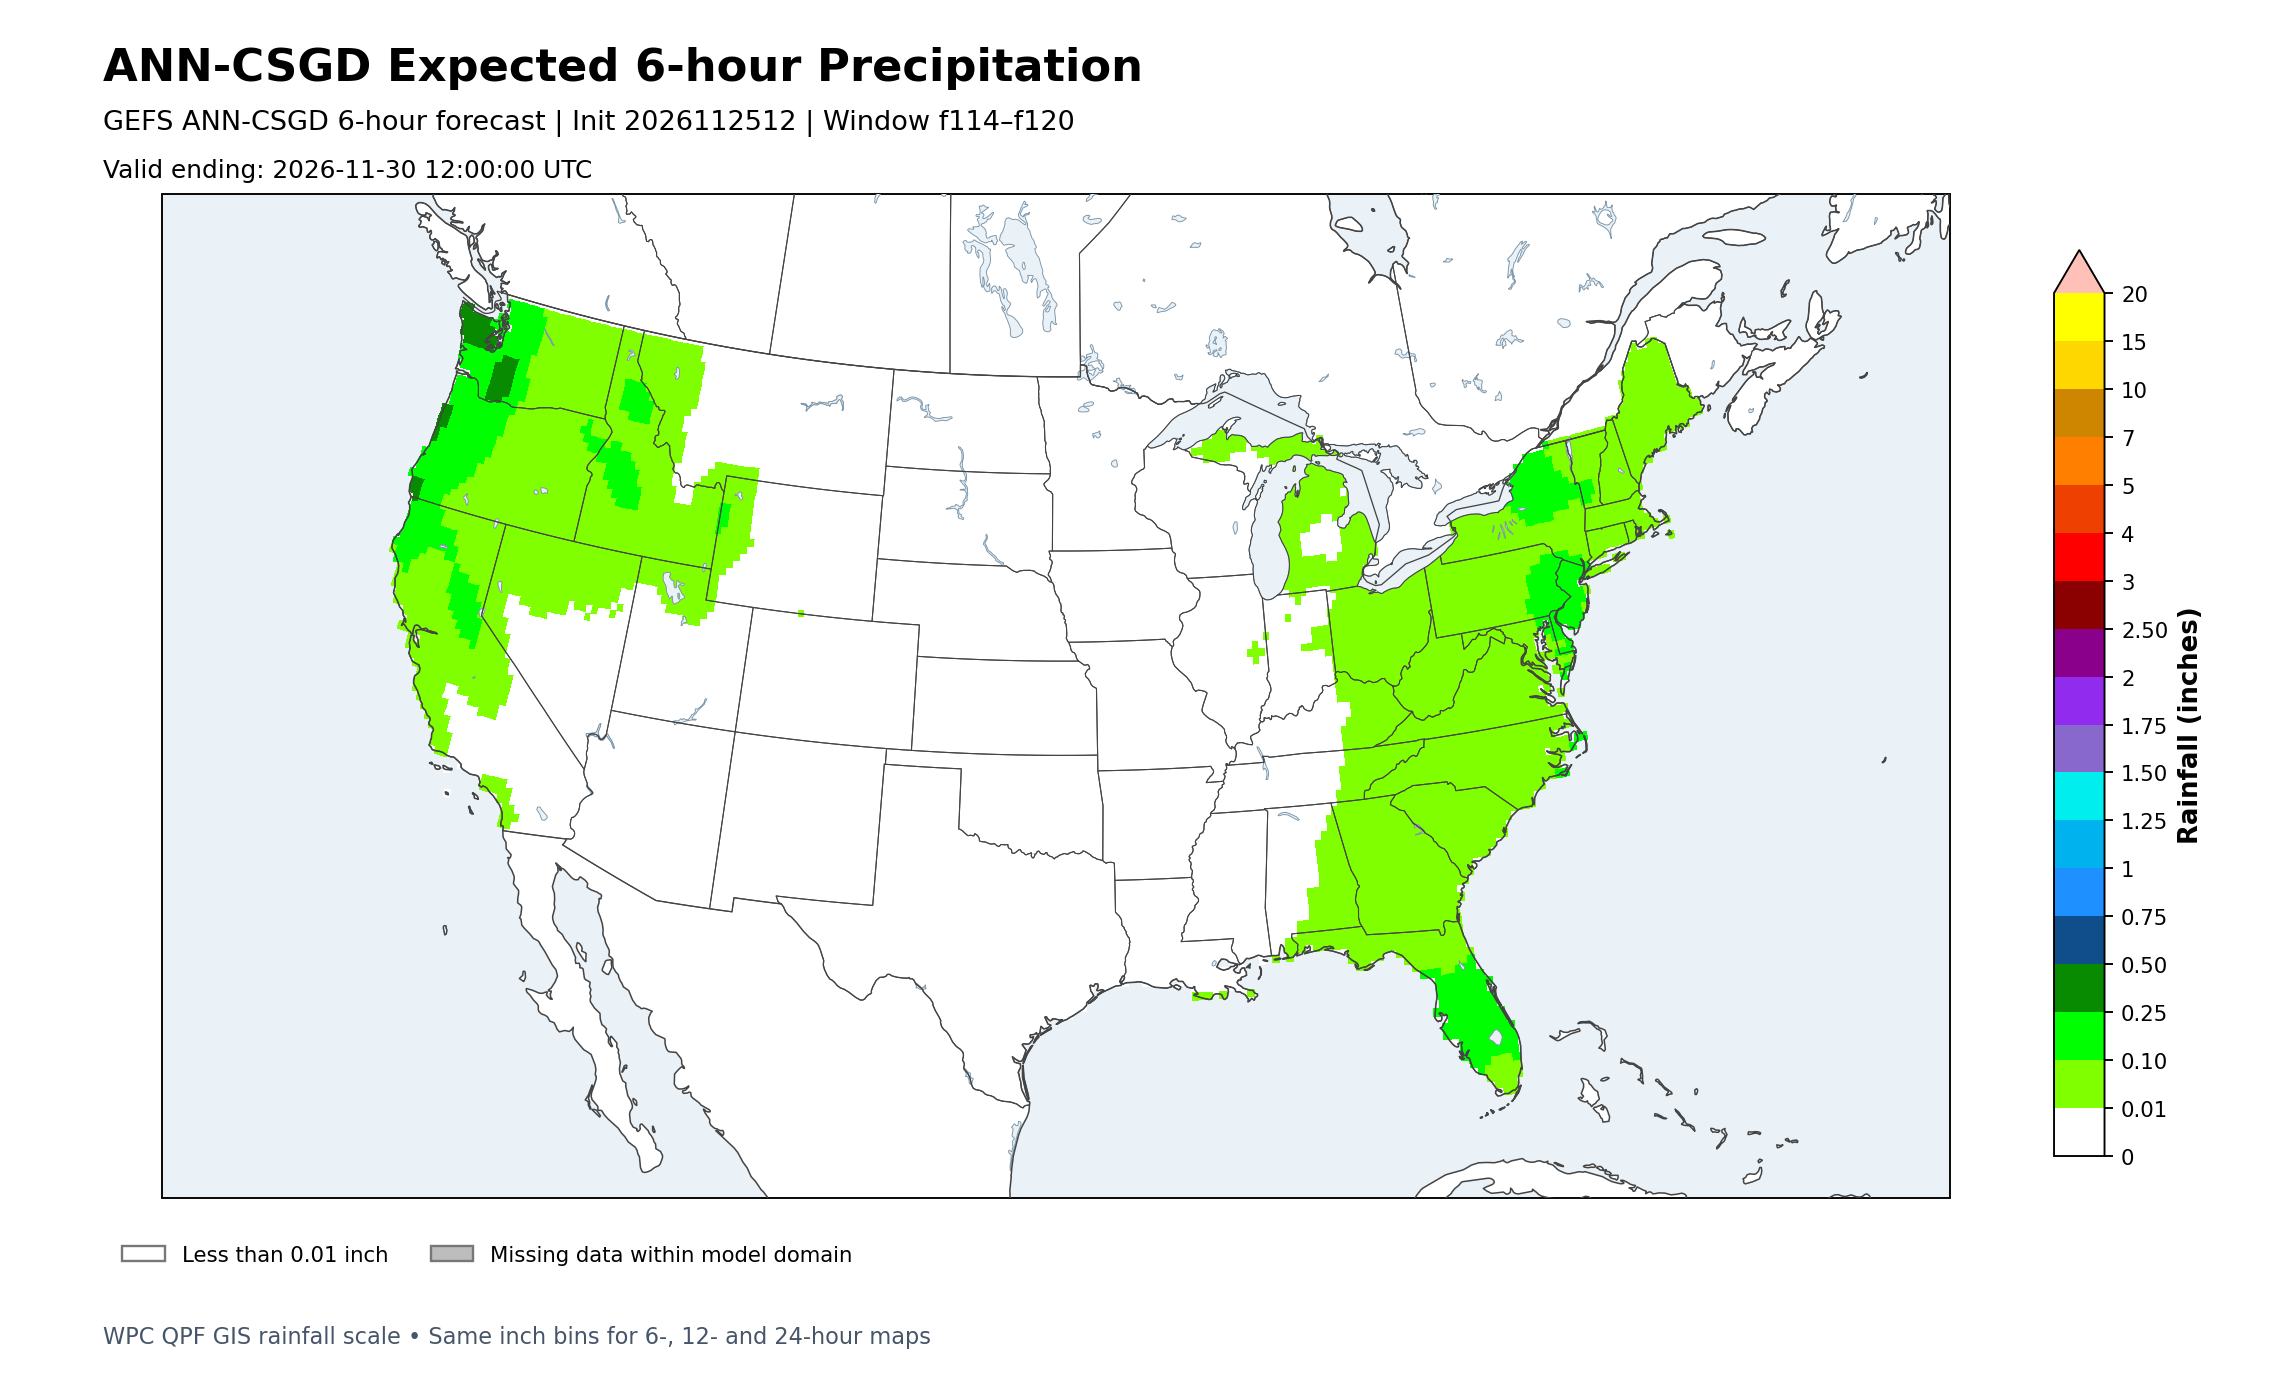 ANN-CSGD Expected 6-hour Precipitation
GEFS ANN-CSGD 6-hour forecast | Init 2026112512 | Window f114–f120
Valid ending: 2026-11-30 12:00:00 UTC
20
15
10
7
5
4
3
2.50
2
1.75
1.50
1.25
1
0.75
0.50
0.25
0.10
0.01
0
Rainfall (inches)
Less than 0.01 inch
Missing data within model domain
WPC QPF GIS rainfall scale • Same inch bins for 6-, 12- and 24-hour maps